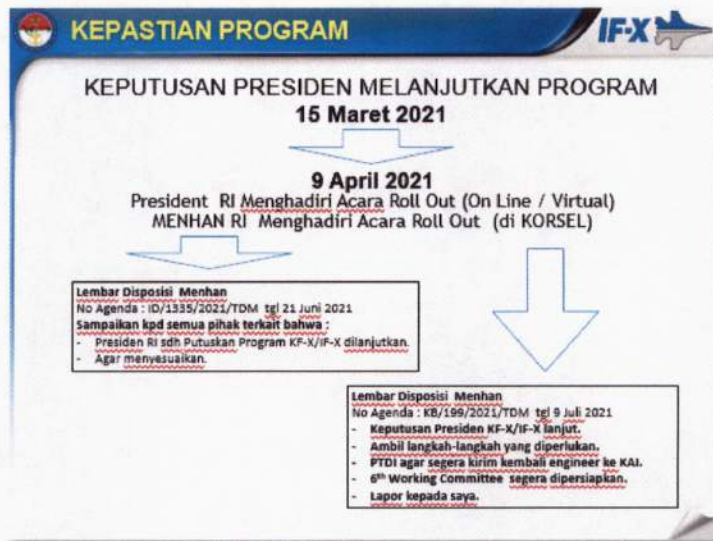 KEPASTIAN PROGRAM
IF-X
KEPUTUSAN PRESIDEN MELANJUTKAN PROGRAM
15 Maret 2021
9 April 2021
President RI Menghadiri Acara Roll Out (On Line / Virtual)
MENHAN RI Menghadiri Acara Roll Out (di KORSEL)
Lembar Disposisi Menhan
No Agenda : ID/1335/2021/TDM tgl 21 Juni 2021
Sampaikan kpd semua pihak terkait bahwa :
- Presiden RI sdh Putuskan Program KF-X/IF-X dilanjutkan.
- Agar menyesuaikan.
Lembar Disposisi Menhan
No Agenda : KB/199/2021/TDM tgl 9 Juli 2021
- Keputusan Presiden KF-X/IF-X lanjut.
- Ambil langkah-langkah yang diperlukan.
- PTDI agar segera kirim kembali engineer ke KAI.
- 6th Working Committee segera dipersiapkan.
- Lapor kepada saya.